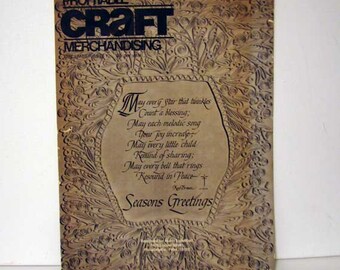 PROFITABLE
CRAFT
MERCHANDISING
May every star that twinkles
Count a blessing;
May each melodic song
Your joy increase
May every little child
Remind of sharing;
May every bell that rings
Resound in Peace
Seasons Greetings